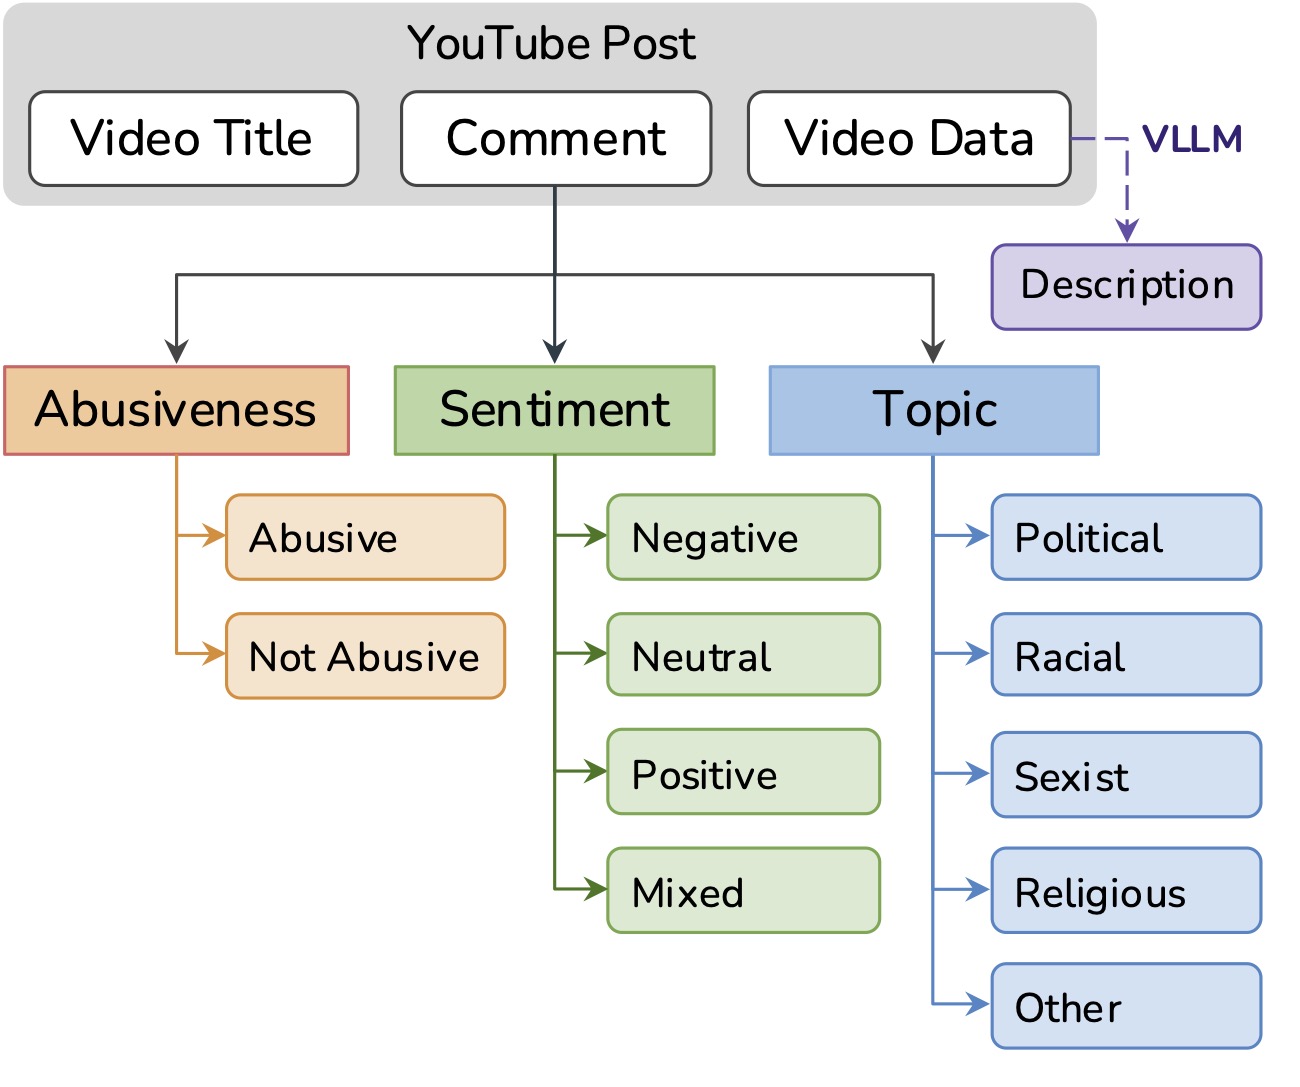 YouTube Post
Video Title
Comment
Video Data
VLLM
Description
Abusiveness
Sentiment
Topic
Abusive
Not Abusive
Negative
Neutral
Positive
Mixed
Political
Racial
Sexist
Religious
Other